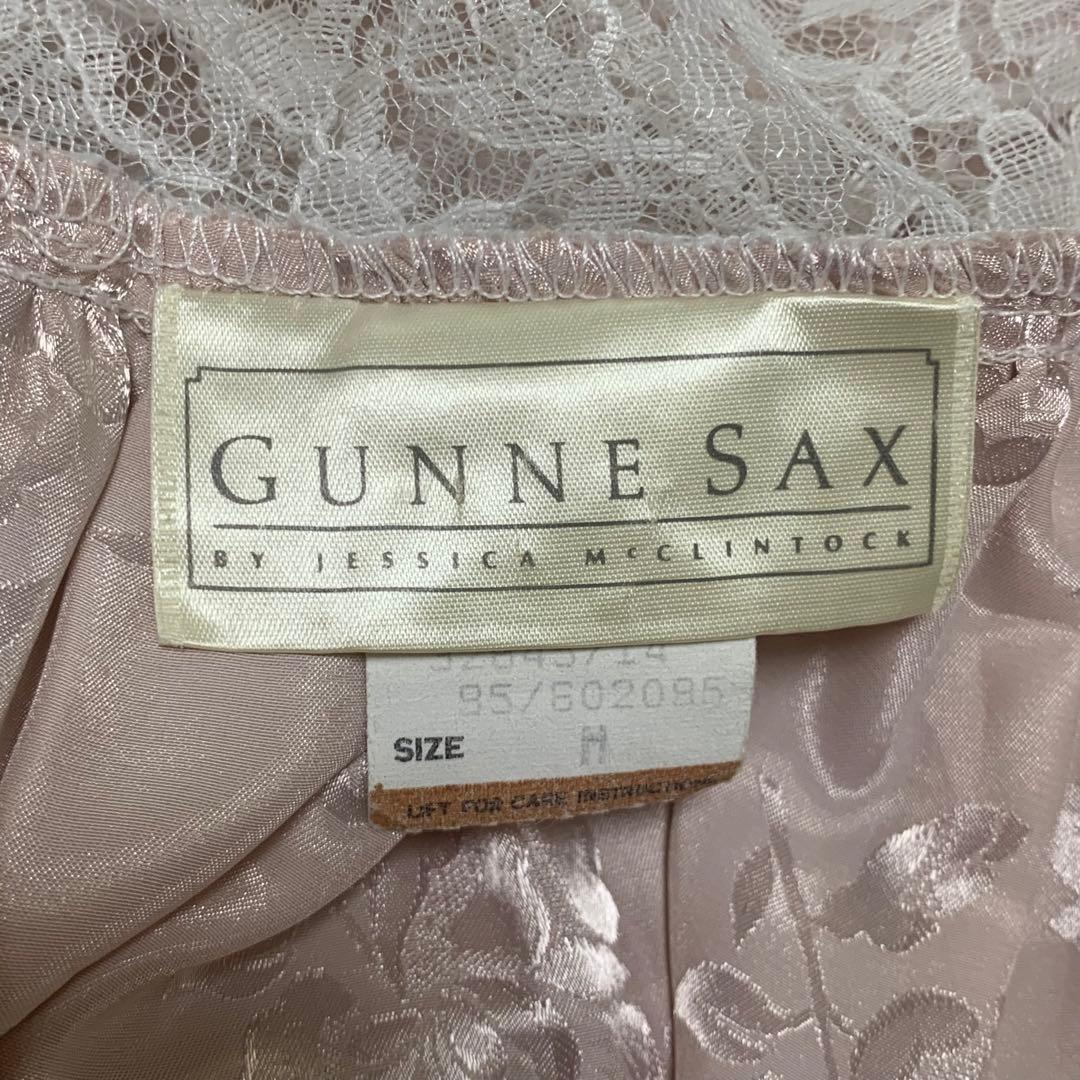 GUNNE SAX
BY JESSICA McCLINTOCK
95/602095
SIZE M
LIFT FOR CARE INSTRUCTIONS